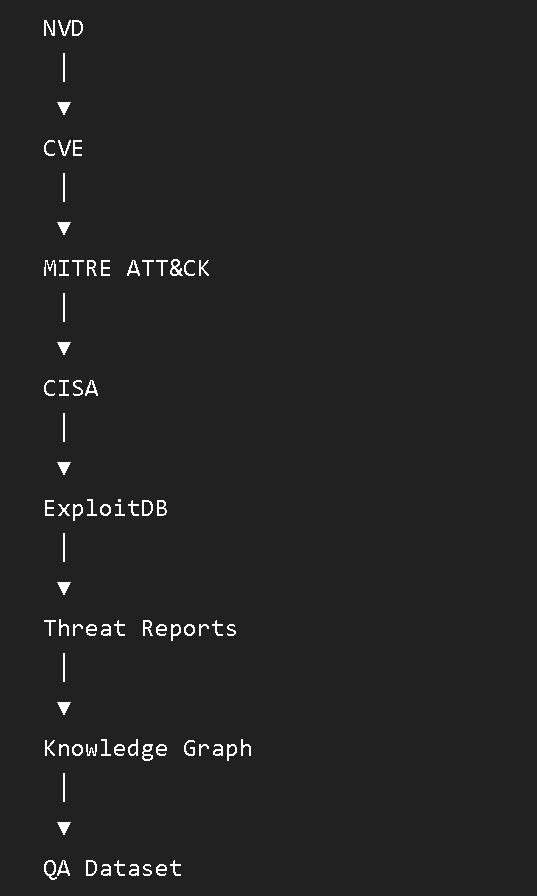 NVD
│
▼
CVE
│
▼
MITRE ATT&CK
│
▼
CISA
│
▼
ExploitDB
│
▼
Threat Reports
│
▼
Knowledge Graph
│
▼
QA Dataset